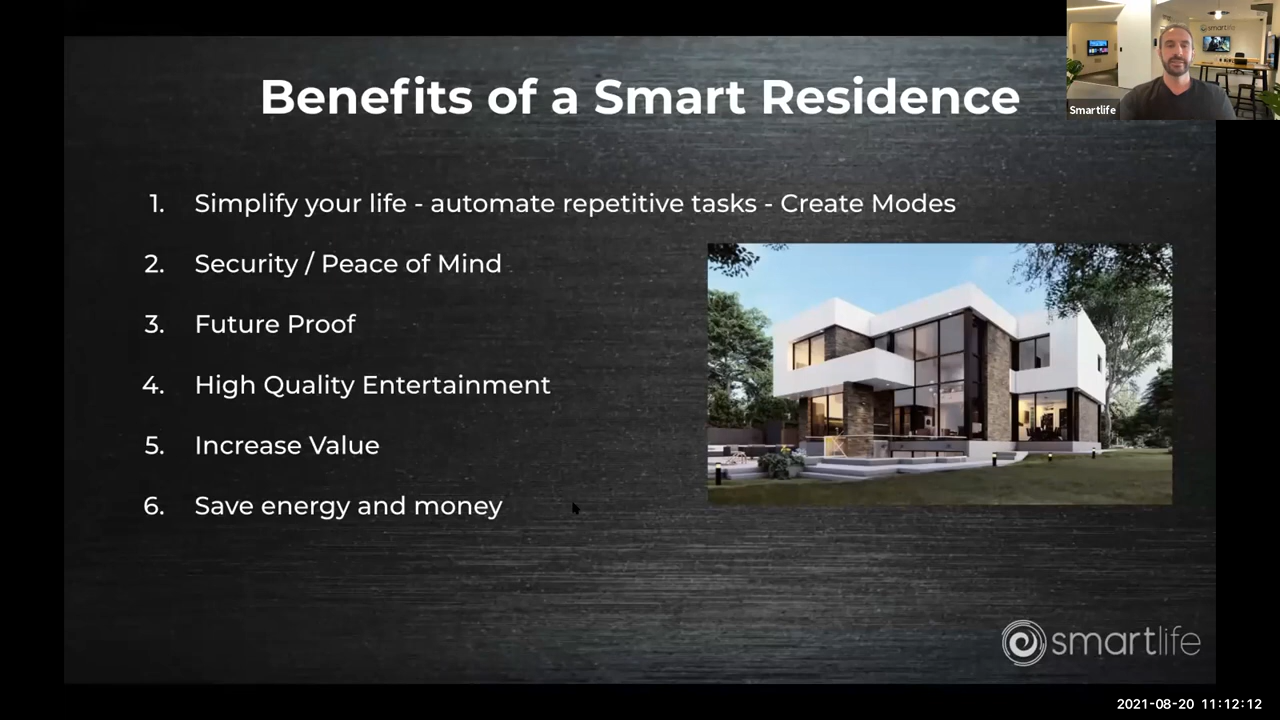 Benefits of a Smart Residence
smartlife
Smartlife
1. Simplify your life - automate repetitive tasks - Create Modes
2. Security / Peace of Mind
3. Future Proof
4. High Quality Entertainment
5. Increase Value
6. Save energy and money
smartlife
2021-08-20 11:12:12